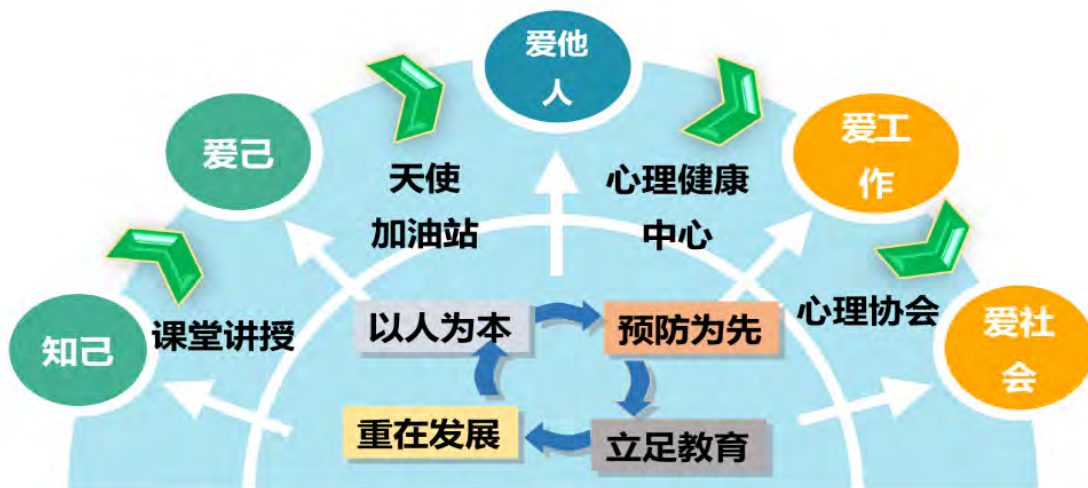 爱他
人
爱己
爱工
作
天使
加油站
心理健康
中心
知己
课堂讲授
心理协会
爱社
会
以人为本
预防为先
重在发展
立足教育